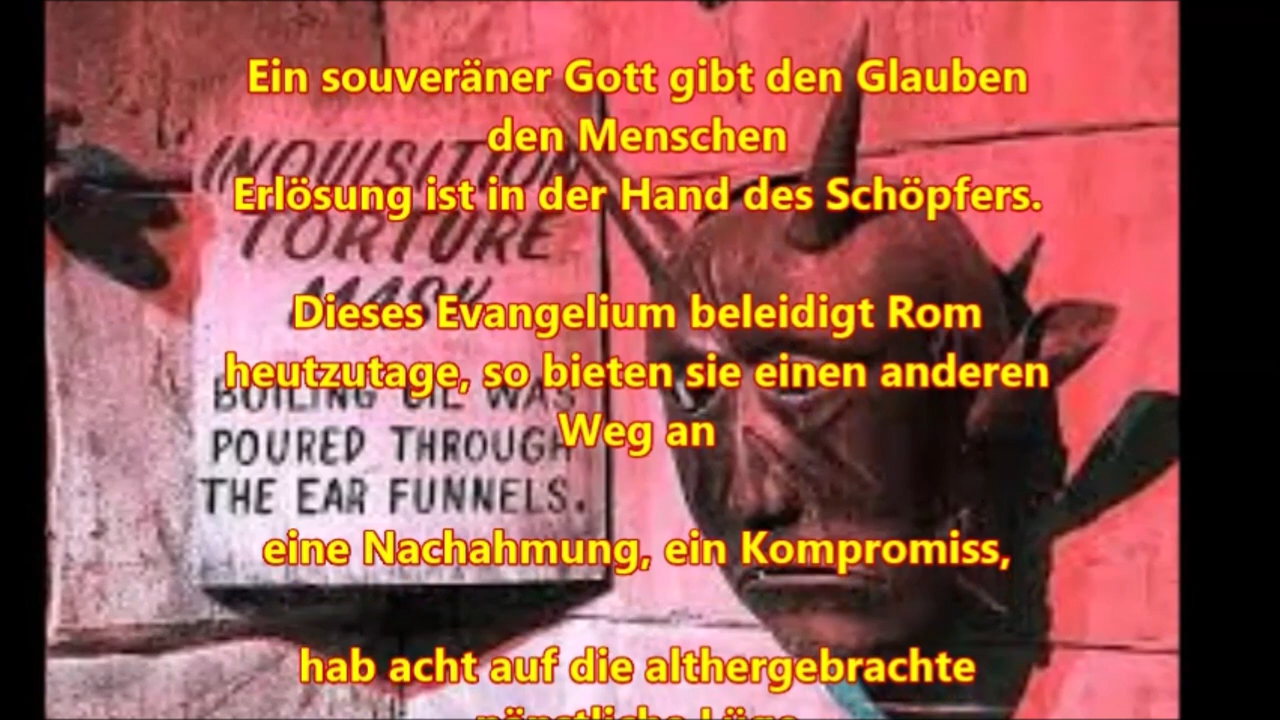 Ein souveräner Gott gibt den Glauben
den Menschen
Erlösung ist in der Hand des Schöpfers.
Dieses Evangelium beleidigt Rom
heutzutage, so bieten sie einen anderen
Weg an
eine Nachahmung, ein Kompromiss,
hab acht auf die althergebrachte
INQUISITION
TORTURE
MASK
BOILING OIL WAS
POURED THROUGH
THE EAR FUNNELS.